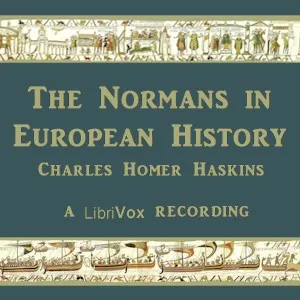 The Normans in
European History
Charles Homer Haskins
A LibriVox recording